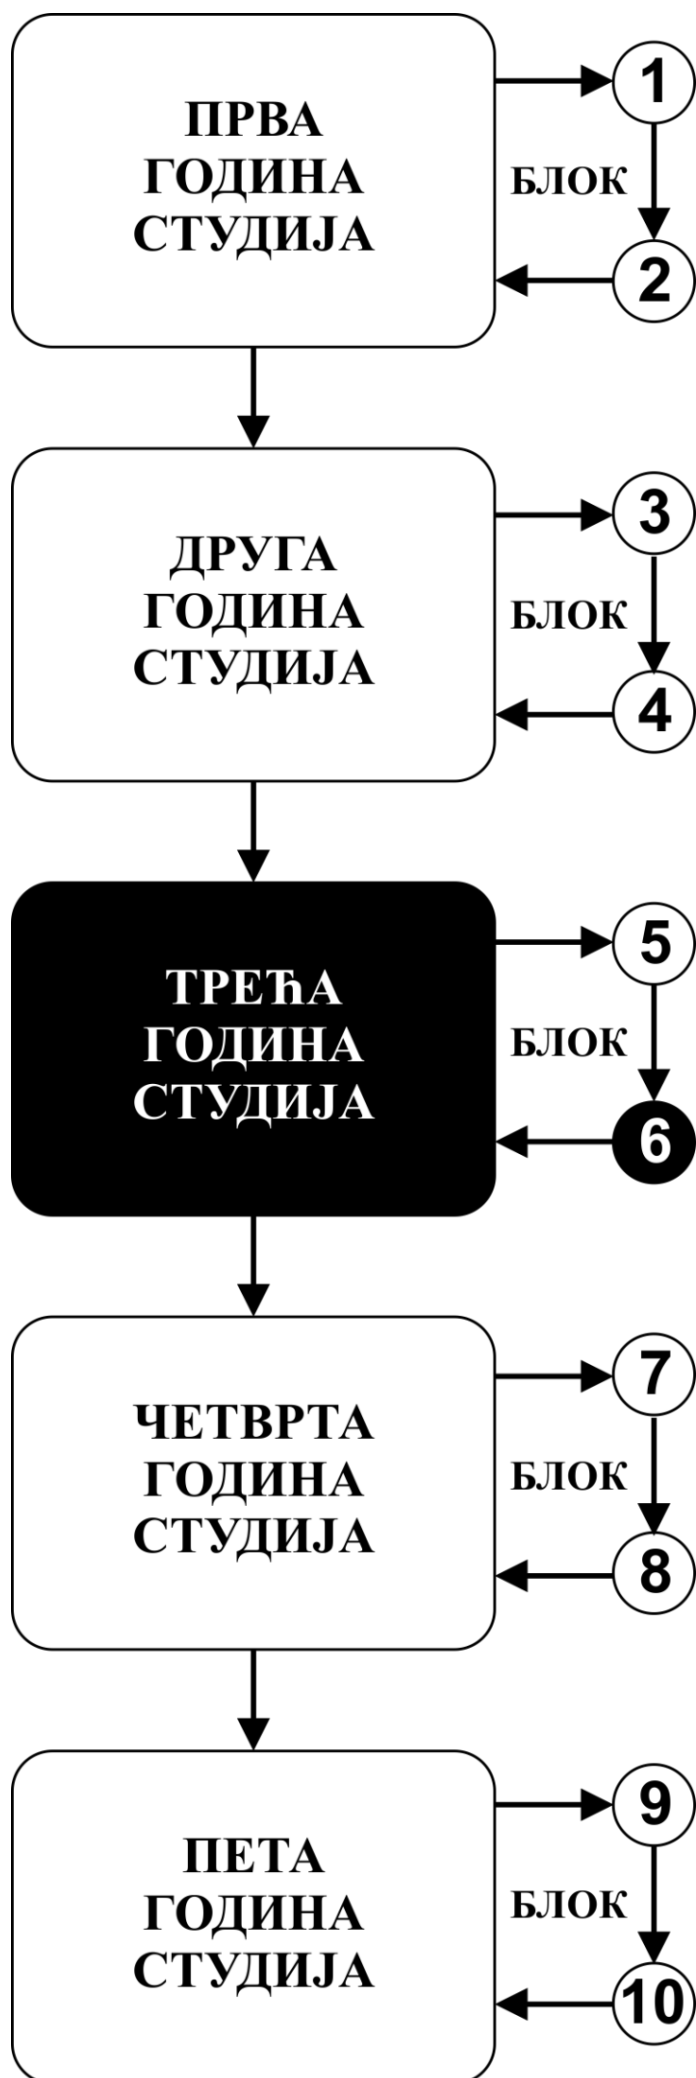 ПРВА
ГОДИНА
СТУДИЈА
1
БЛОК
2
ДРУГА
ГОДИНА
СТУДИЈА
3
БЛОК
4
ТРЕЋА
ГОДИНА
СТУДИЈА
5
БЛОК
6
ЧЕТВРТА
ГОДИНА
СТУДИЈА
7
БЛОК
8
ПЕТА
ГОДИНА
СТУДИЈА
9
БЛОК
10